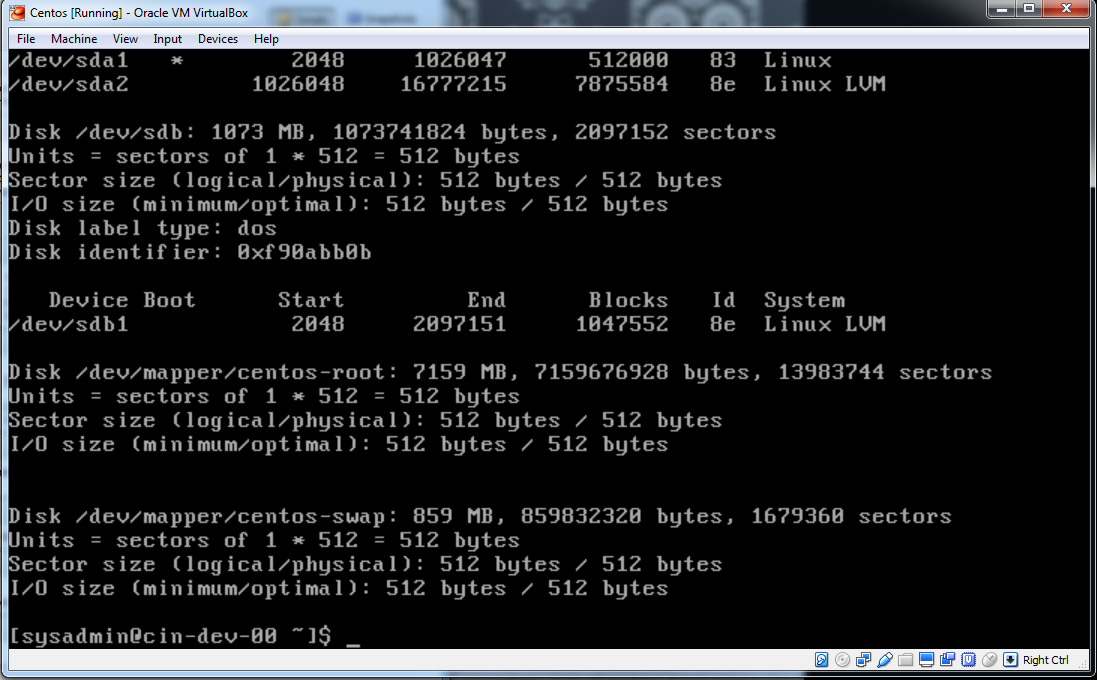 Centos [Running] - Oracle VM VirtualBox
File Machine View Input Devices Help
/dev/sda1 * 2048 1026047 512000 83 Linux
/dev/sda2 1026048 16777215 7875584 8e Linux LVM
Disk /dev/sdb: 1073 MB, 1073741824 bytes, 2097152 sectors
Units = sectors of 1 * 512 = 512 bytes
Sector size (logical/physical): 512 bytes / 512 bytes
I/O size (minimum/optimal): 512 bytes / 512 bytes
Disk label type: dos
Disk identifier: 0xf90abb0b
Device Boot Start End Blocks Id System
/dev/sdb1 2048 2097151 1047552 8e Linux LVM
Disk /dev/mapper/centos-root: 7159 MB, 7159676928 bytes, 13983744 sectors
Units = sectors of 1 * 512 = 512 bytes
Sector size (logical/physical): 512 bytes / 512 bytes
I/O size (minimum/optimal): 512 bytes / 512 bytes
Disk /dev/mapper/centos-swap: 859 MB, 859832320 bytes, 1679360 sectors
Units = sectors of 1 * 512 = 512 bytes
Sector size (logical/physical): 512 bytes / 512 bytes
I/O size (minimum/optimal): 512 bytes / 512 bytes
[sysadmin@cin-dev-00 ~]$ _
Right Ctrl